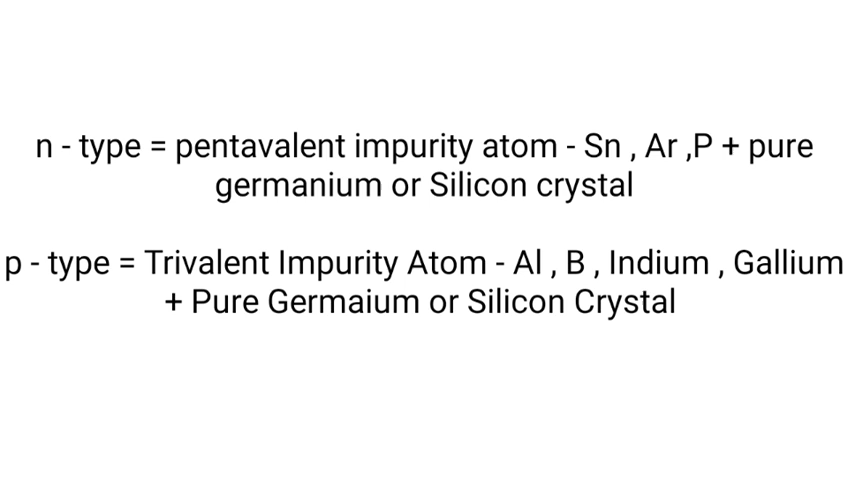 n - type = pentavalent impurity atom - Sn , Ar ,P + pure
germanium or Silicon crystal
p - type = Trivalent Impurity Atom - Al , B , Indium , Gallium
+ Pure Germaium or Silicon Crystal